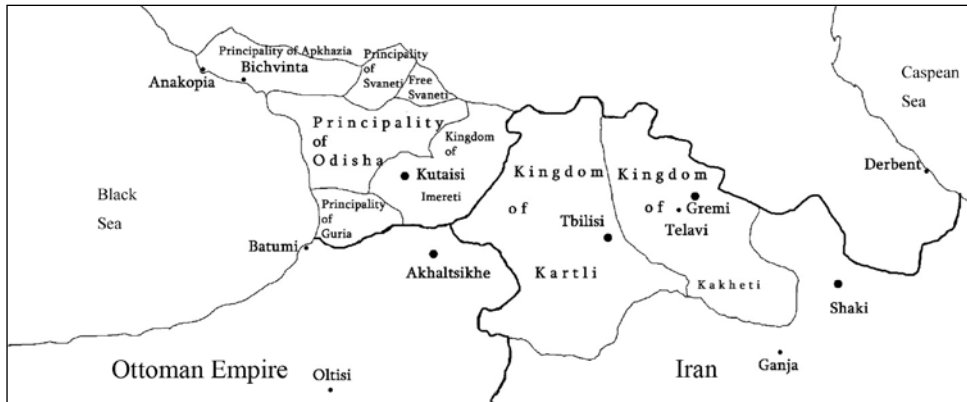 Principality of Apkhazia
Bichvinta
Anakopia
Principality
of
Svaneti
Free
Svaneti
Caspean
Sea
Principality
of
Odisha
Kingdom
of
Kutaisi
Imereti
Derbent
Black
Sea
Principality
of
Guria
Batumi
Akhaltsikhe
Kingdom
of
Tbilisi
Kartli
Kingdom
of
Gremi
Telavi
Kakheti
Shaki
Ottoman Empire
Oltisi
Iran
Ganja